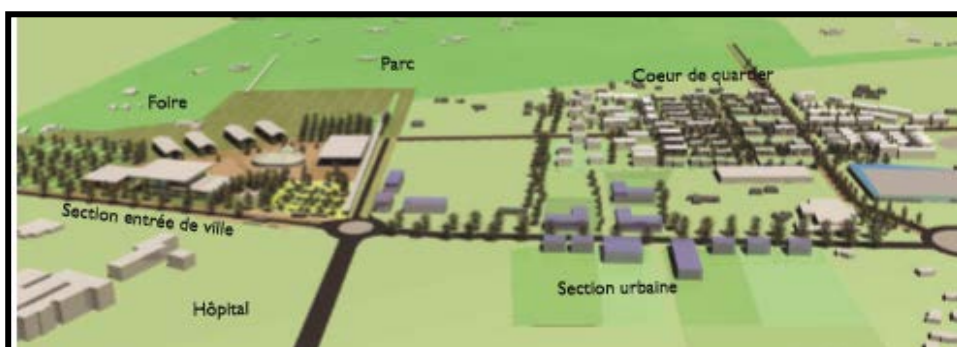 Parc
Coeur de quartier
Foire
Section entrée de ville
Section urbaine
Hôpital